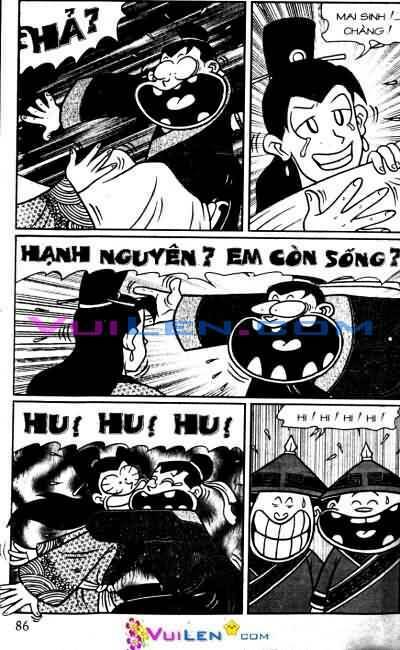 HẢ?
MAI SINH!
CHÀNG!
HẠNH NGUYÊN? EM CÒN SỐNG?
VUILEN.COM
HU! HU! HU!
HI! HI! HI! HI!
86
VUILEN.COM